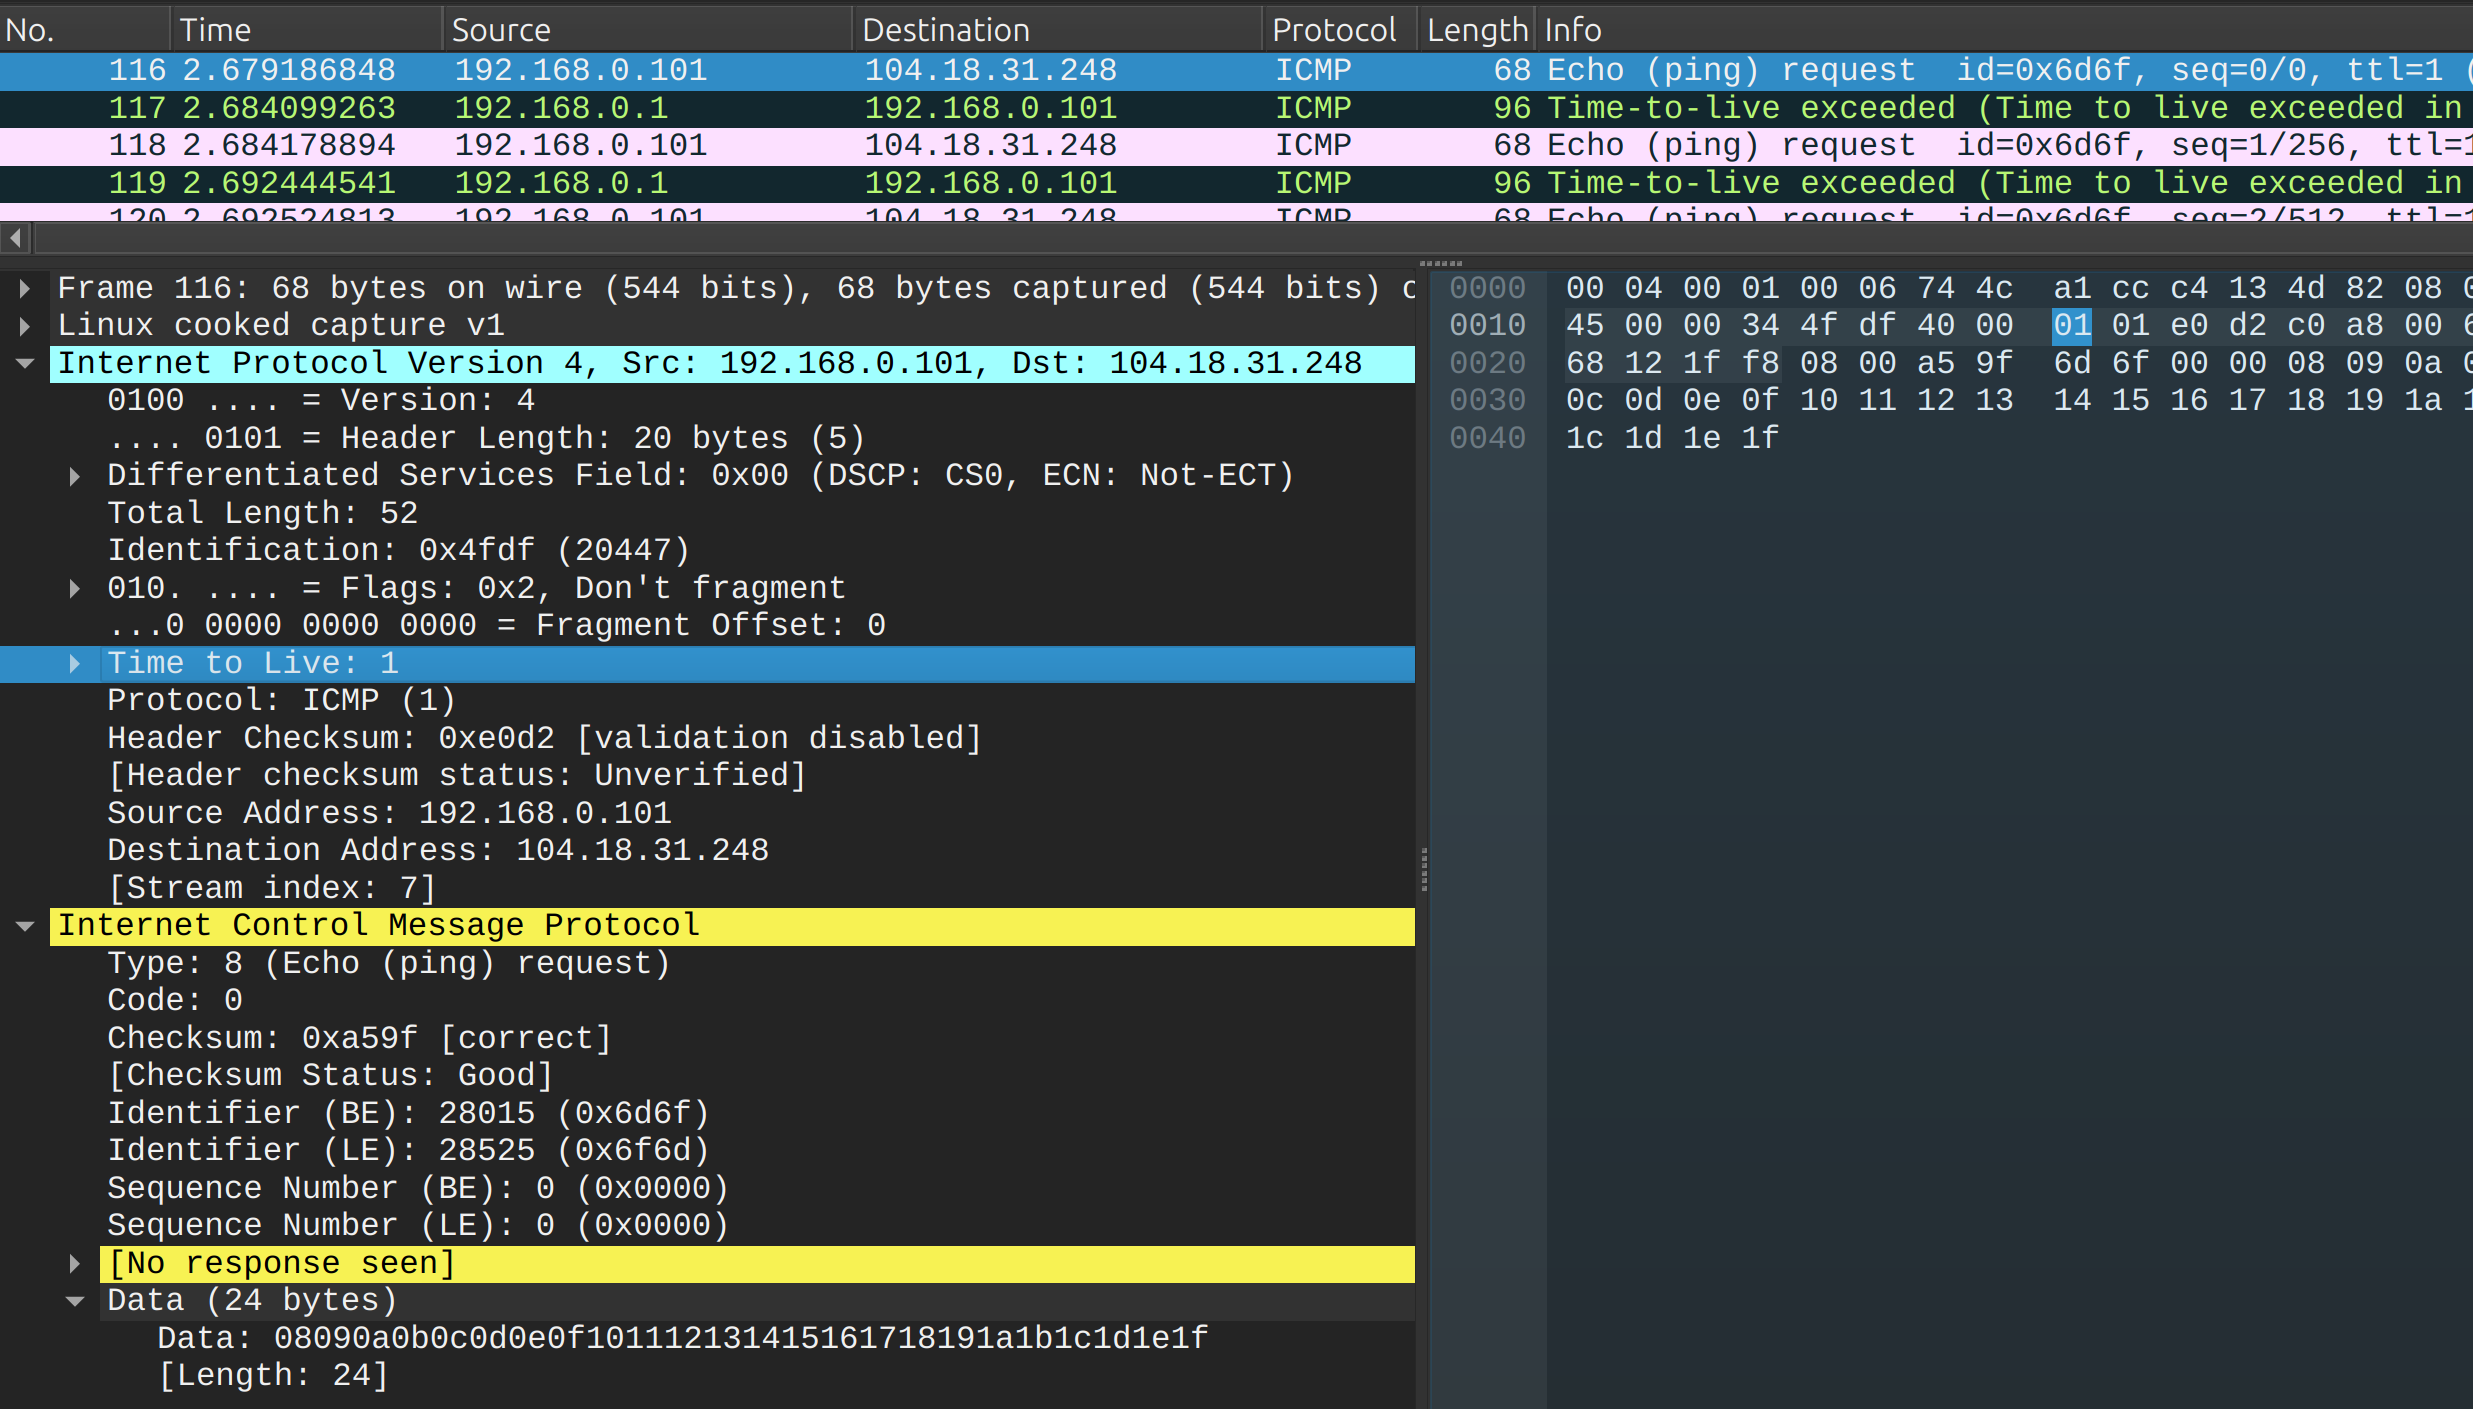 No. Time Source Destination Protocol Length Info
116 2.679186848 192.168.0.101 104.18.31.248 ICMP 68 Echo (ping) request id=0x6d6f, seq=0/0, ttl=1 (
117 2.684099263 192.168.0.1 192.168.0.101 ICMP 96 Time-to-live exceeded (Time to live exceeded in
118 2.684178894 192.168.0.101 104.18.31.248 ICMP 68 Echo (ping) request id=0x6d6f, seq=1/256, ttl=1
119 2.692444541 192.168.0.1 192.168.0.101 ICMP 96 Time-to-live exceeded (Time to live exceeded in
120 2.692524813 192.168.0.101 104.18.31.248 ICMP 68 Echo (ping) request id=0x6d6f, seq=2/512, ttl=1
Frame 116: 68 bytes on wire (544 bits), 68 bytes captured (544 bits) o
Linux cooked capture v1
Internet Protocol Version 4, Src: 192.168.0.101, Dst: 104.18.31.248
0100 .... = Version: 4
.... 0101 = Header Length: 20 bytes (5)
Differentiated Services Field: 0x00 (DSCP: CS0, ECN: Not-ECT)
Total Length: 52
Identification: 0x4fdf (20447)
010. .... = Flags: 0x2, Don't fragment
...0 0000 0000 0000 = Fragment Offset: 0
Time to Live: 1
Protocol: ICMP (1)
Header Checksum: 0xe0d2 [validation disabled]
[Header checksum status: Unverified]
Source Address: 192.168.0.101
Destination Address: 104.18.31.248
[Stream index: 7]
Internet Control Message Protocol
Type: 8 (Echo (ping) request)
Code: 0
Checksum: 0xa59f [correct]
[Checksum Status: Good]
Identifier (BE): 28015 (0x6d6f)
Identifier (LE): 28525 (0x6f6d)
Sequence Number (BE): 0 (0x0000)
Sequence Number (LE): 0 (0x0000)
[No response seen]
Data (24 bytes)
Data: 08090a0b0c0d0e0f101112131415161718191a1b1c1d1e1f
[Length: 24]
0000 00 04 00 01 00 06 74 4c a1 cc c4 13 4d 82 08
0010 45 00 00 34 4f df 40 00 01 01 e0 d2 c0 a8 00
0020 68 12 1f f8 08 00 a5 9f 6d 6f 00 00 08 09 0a
0030 0c 0d 0e 0f 10 11 12 13 14 15 16 17 18 19 1a
0040 1c 1d 1e 1f